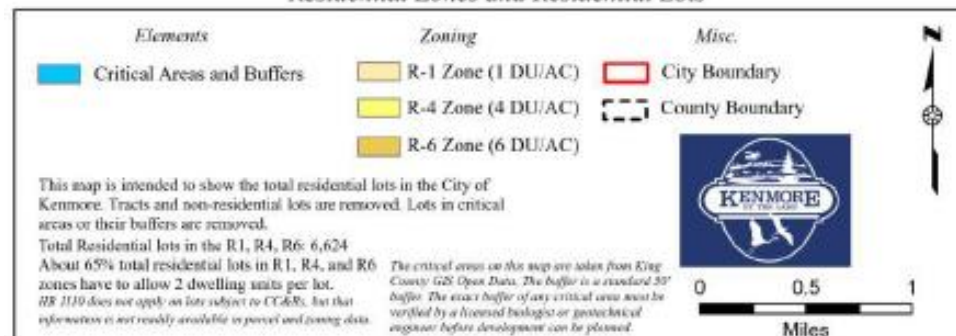 Residential Zones and Residential Lots
Elements
Critical Areas and Buffers
Zoning
R-1 Zone (1 DU/AC)
R-4 Zone (4 DU/AC)
R-6 Zone (6 DU/AC)
Misc.
City Boundary
County Boundary
N
This map is intended to show the total residential lots in the City of
Kenmore. Tracts and non-residential lots are removed. Lots in critical
areas or their buffers are removed.
Total Residential lots in the R1, R4, R6: 6,624
About 65% total residential lots in R1, R4, and R6
zones have to allow 2 dwelling units per lot.
HB 1110 does not apply on lots subject to CC&Rs, but that
information is not readily available in parcel and zoning data.
The critical areas on this map are taken from King
County GIS Open Data. The buffer is a standard 50'
buffer. The exact buffer of any critical area must be
verified by a licensed biologist or geotechnical
engineer before development can be planned.
KENMORE
BY THE LAKE
0 0.5 1
Miles